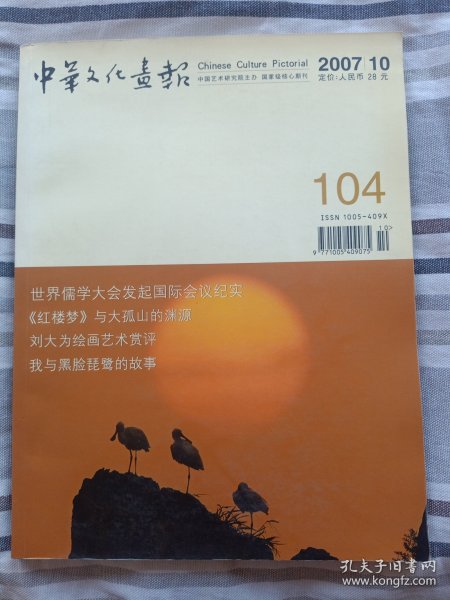 中華文化畫報
Chinese Culture Pictorial
中国艺术研究院主办 国家级核心期刊
2007 10
定价:人民币 28 元
104
ISSN 1005-409X
10>
9 771005 409075
世界儒学大会发起国际会议纪实
《红楼梦》与大孤山的渊源
刘大为绘画艺术赏评
我与黑脸琵鹭的故事
孔夫子旧书网
www.kongfz.com